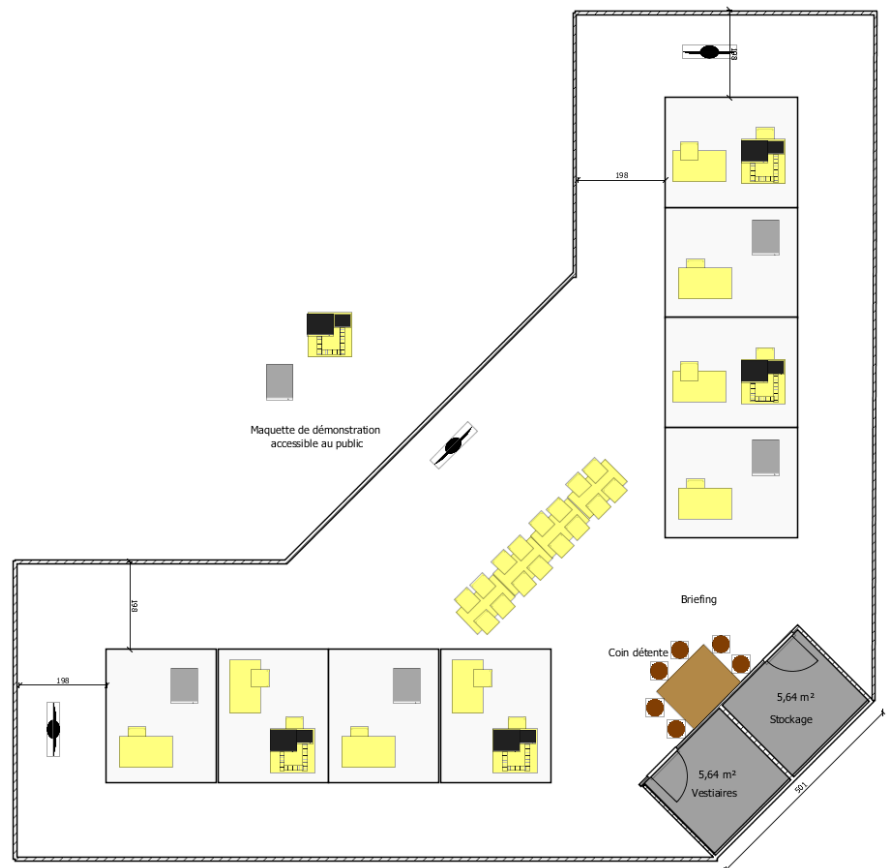 198
198
Maquette de démonstration
accessible au public
198
198
Briefing
Coin détente
5,64 m²
Stockage
5,64 m²
Vestiaires
501